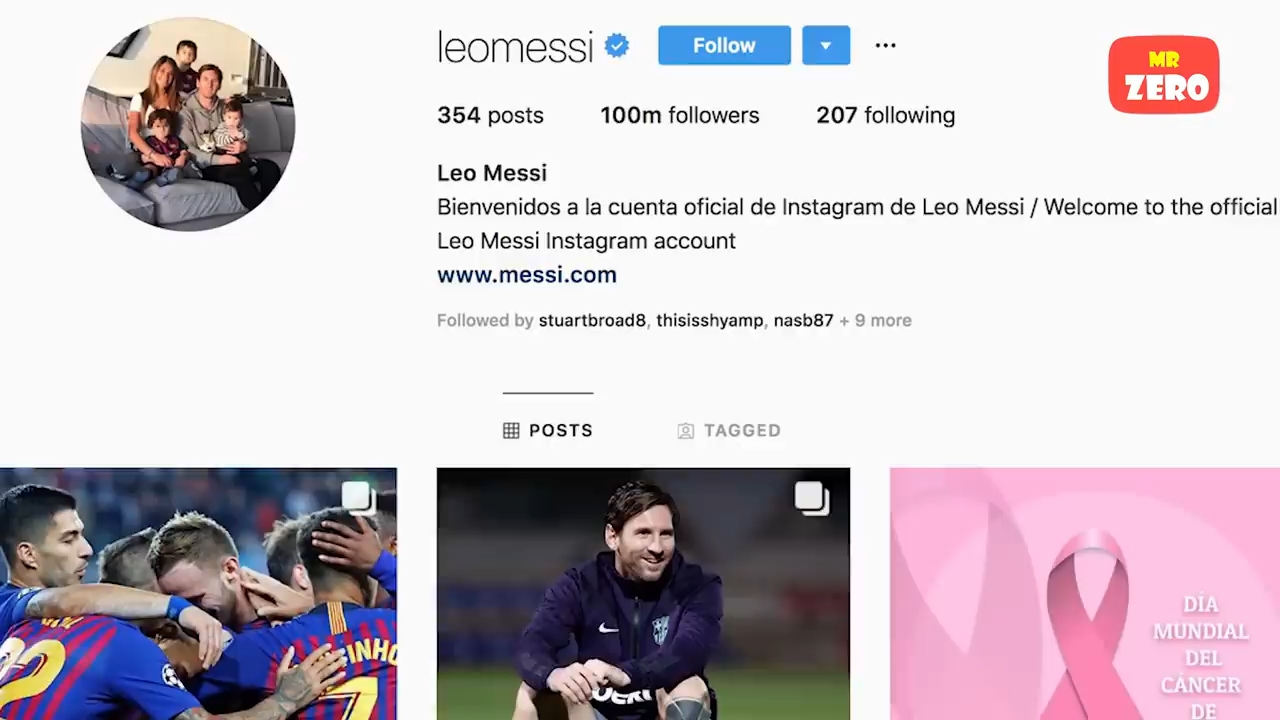 leomessi
Follow
MR
ZERO
354 posts
100m followers
207 following
Leo Messi
Bienvenidos a la cuenta oficial de Instagram de Leo Messi / Welcome to the official
Leo Messi Instagram account
www.messi.com
Followed by stuartbroad8, thisisshyamp, nasb87 + 9 more
POSTS
TAGGED
INHO
DÍA
MUNDIAL
DEL
CÁNCER
DE